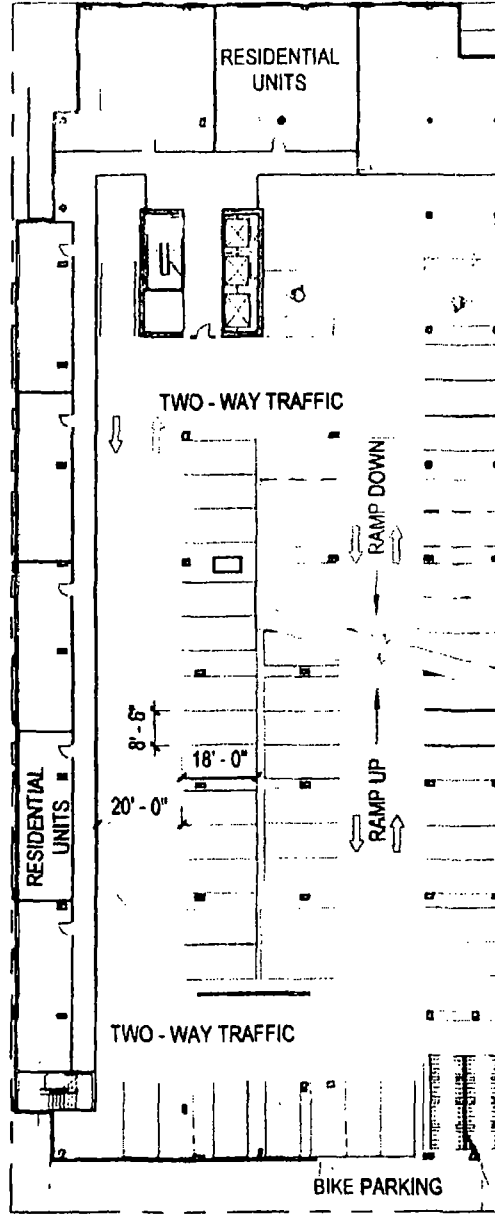 RESIDENTIAL
UNITS
TWO - WAY TRAFFIC
RAMP DOWN
8' - 6"
18' - 0"
20' - 0"
RAMP UP
RESIDENTIAL
UNITS
TWO - WAY TRAFFIC
BIKE PARKING